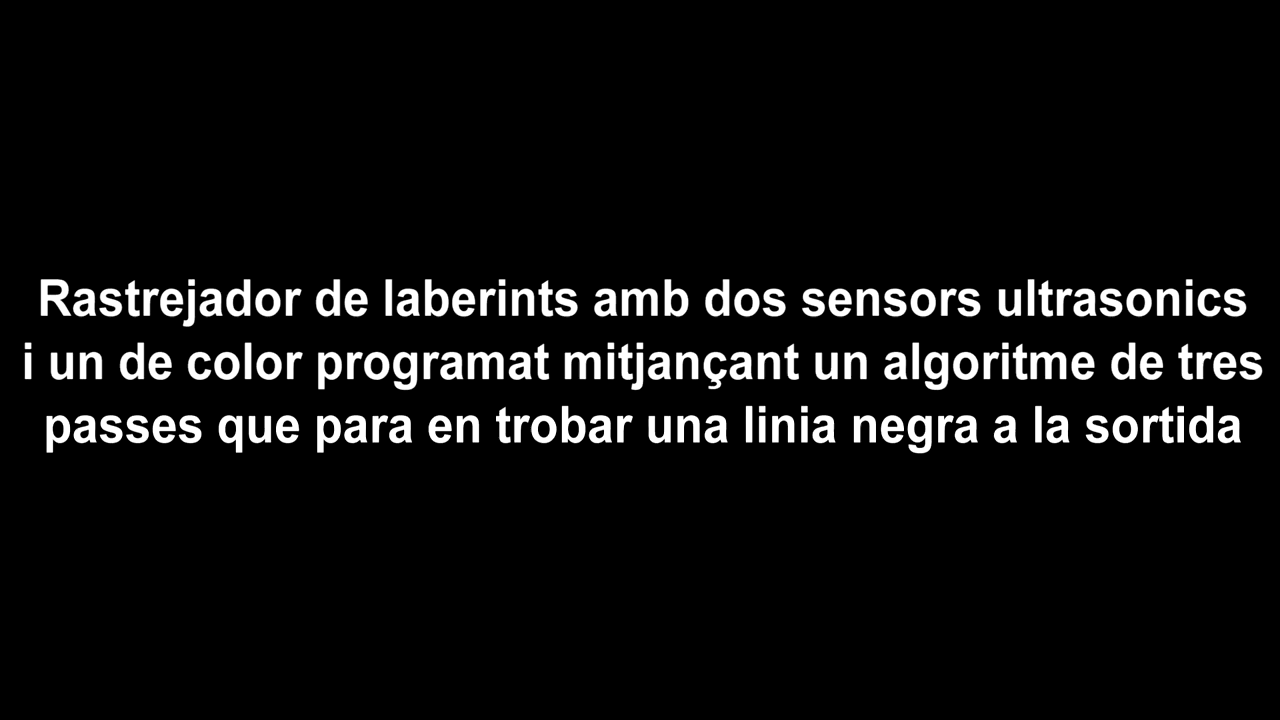 Rastrejador de laberints amb dos sensors ultrasonics
i un de color programat mitjançant un algoritme de tres
passes que para en trobar una linia negra a la sortida